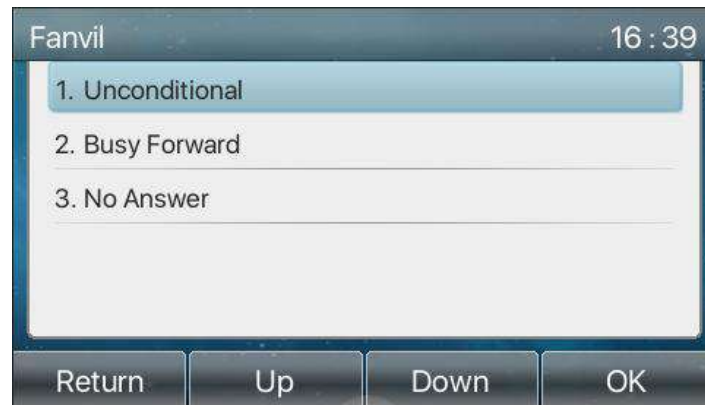 Fanvil 16 : 39
1. Unconditional
2. Busy Forward
3. No Answer
Return Up Down OK